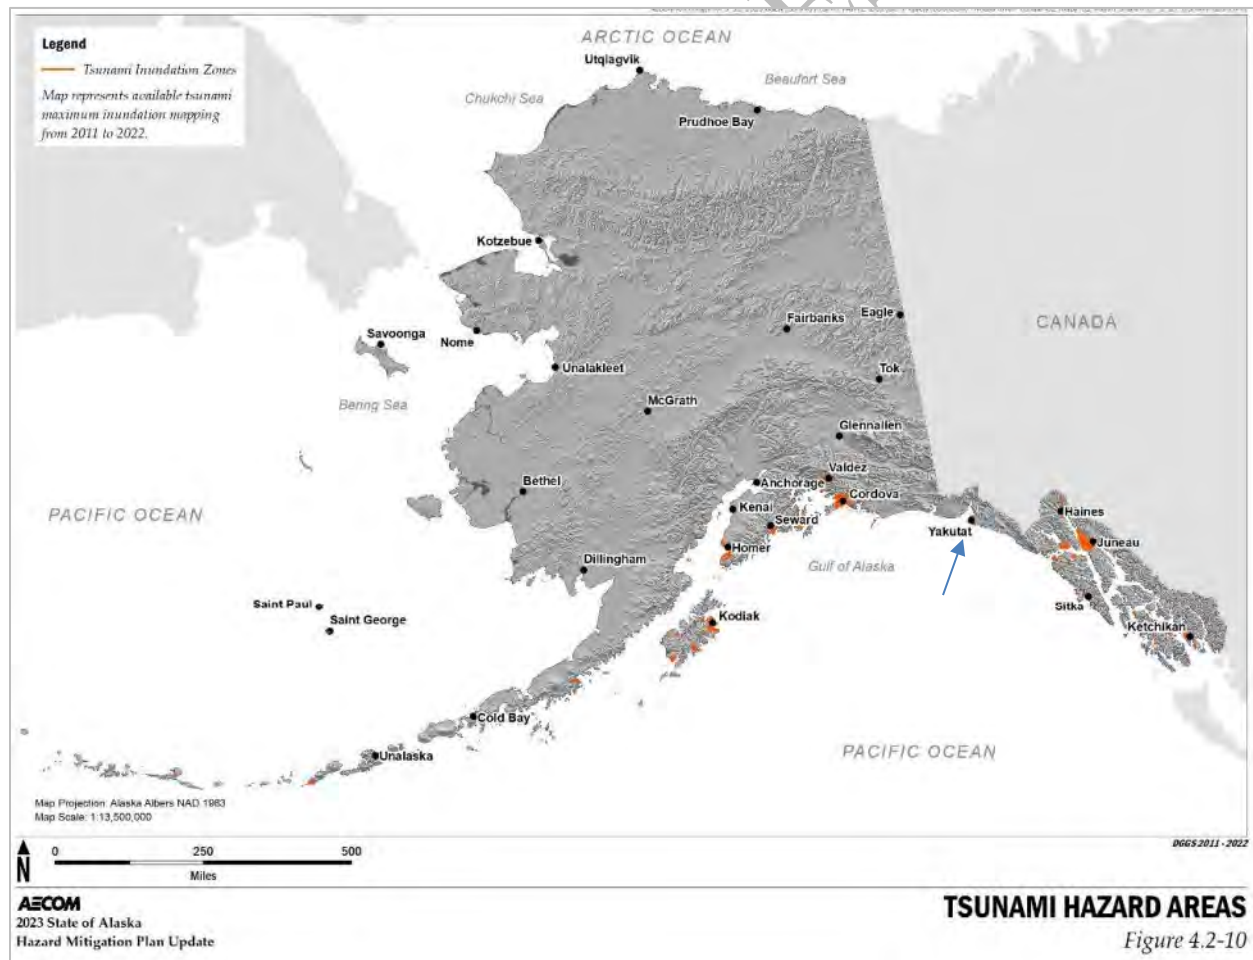 Legend
Tsunami Inundation Zones
Map represents available tsunami
maximum inundation mapping
from 2011 to 2022.
ARCTIC OCEAN
Utqiagvik
Beaufort Sea
Chukchi Sea
Prudhoe Bay
Kotzebue
CANADA
Fairbanks
Eagle
Savoonga
Nome
Unalakleet
Tok
Bering Sea
McGrath
Glennallen
Valdez
Bethel
Anchorage
Cordova
PACIFIC OCEAN
Kenai
Seward
Haines
Yakutat
Juneau
Homer
Dillingham
Gulf of Alaska
Saint Paul
Saint George
Sitka
Kodiak
Ketchikan
Cold Bay
PACIFIC OCEAN
Unalaska
Map Projection: Alaska Albers NAD 1983
Map Scale: 1:13,500,000
DGGS 2011 - 2022
N
0 250 500
Miles
AECOM
2023 State of Alaska
Hazard Mitigation Plan Update
TSUNAMI HAZARD AREAS
Figure 4.2-10